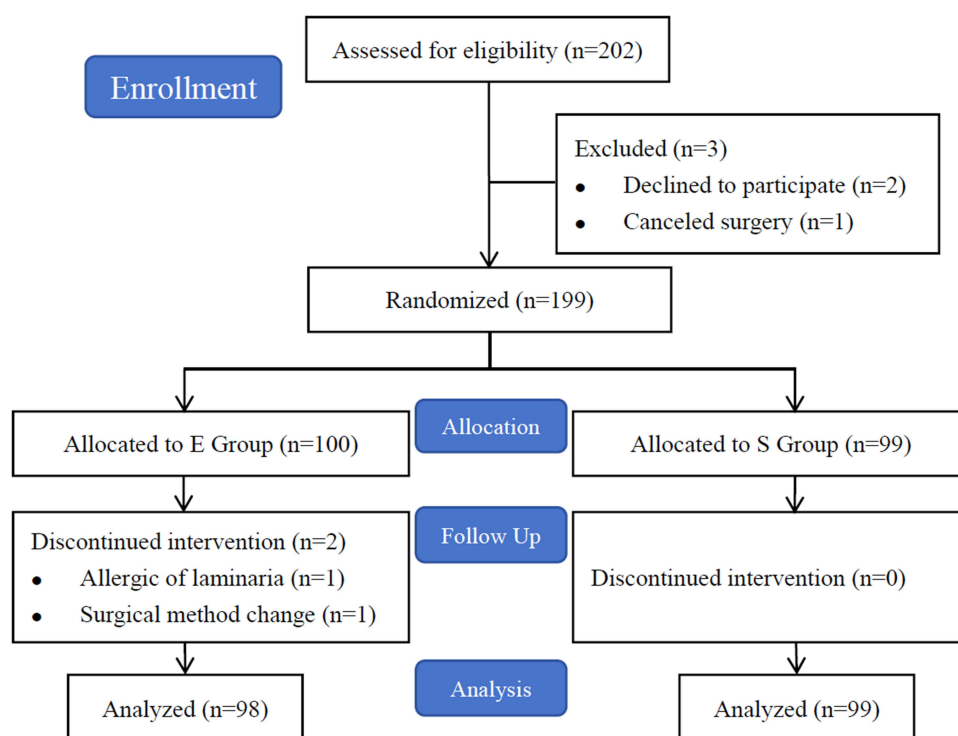 Assessed for eligibility (n=202)
Enrollment
Excluded (n=3)
● Declined to participate (n=2)
● Canceled surgery (n=1)
Randomized (n=199)
Allocated to E Group (n=100)
Allocation
Allocated to S Group (n=99)
Discontinued intervention (n=2)
● Allergic of laminaria (n=1)
● Surgical method change (n=1)
Follow Up
Discontinued intervention (n=0)
Analyzed (n=98)
Analysis
Analyzed (n=99)